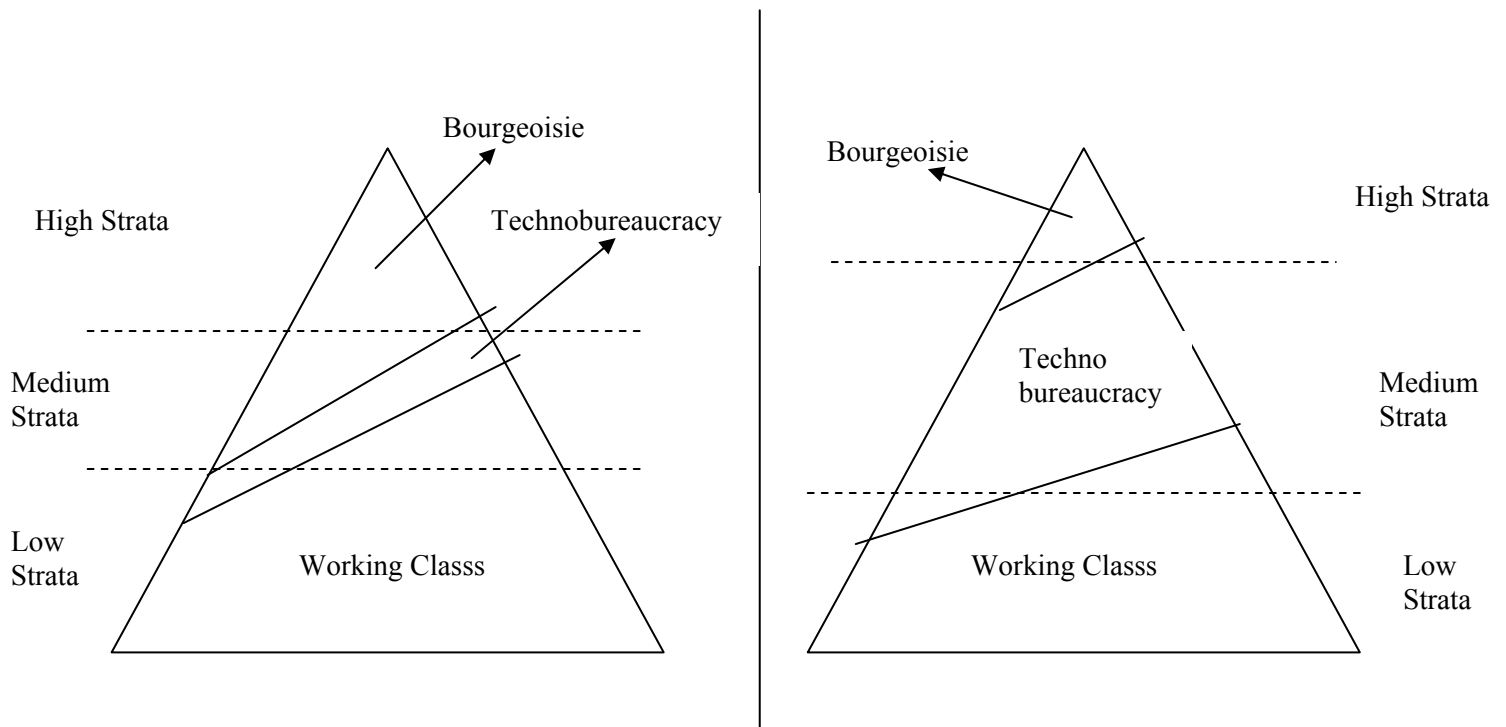 Bourgeoisie
High Strata
Technobureaucracy
Medium
Strata
Low
Strata
Working Classs
Bourgeoisie
High Strata
Techno
bureaucracy
Medium
Strata
Working Classs
Low
Strata